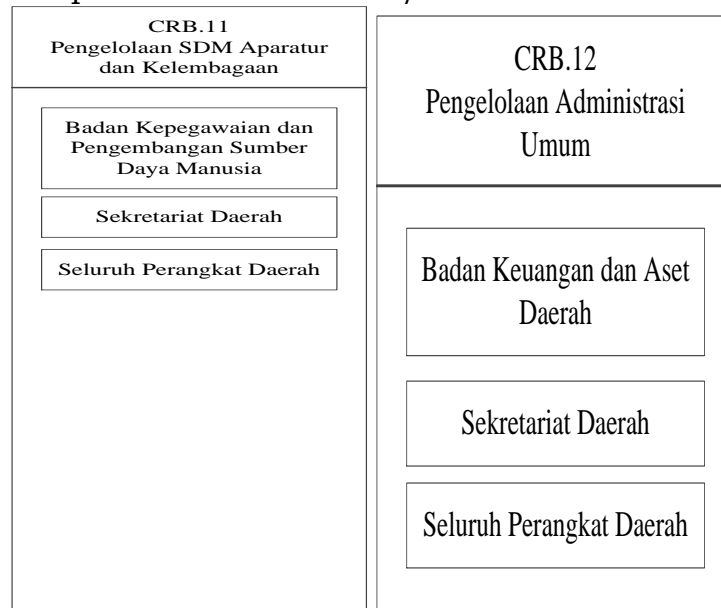 CRB.11
Pengelolaan SDM Aparatur
dan Kelembagaan
Badan Kepegawaian dan
Pengembangan Sumber
Daya Manusia
Sekretariat Daerah
Seluruh Perangkat Daerah
CRB.12
Pengelolaan Administrasi
Umum
Badan Keuangan dan Aset
Daerah
Sekretariat Daerah
Seluruh Perangkat Daerah